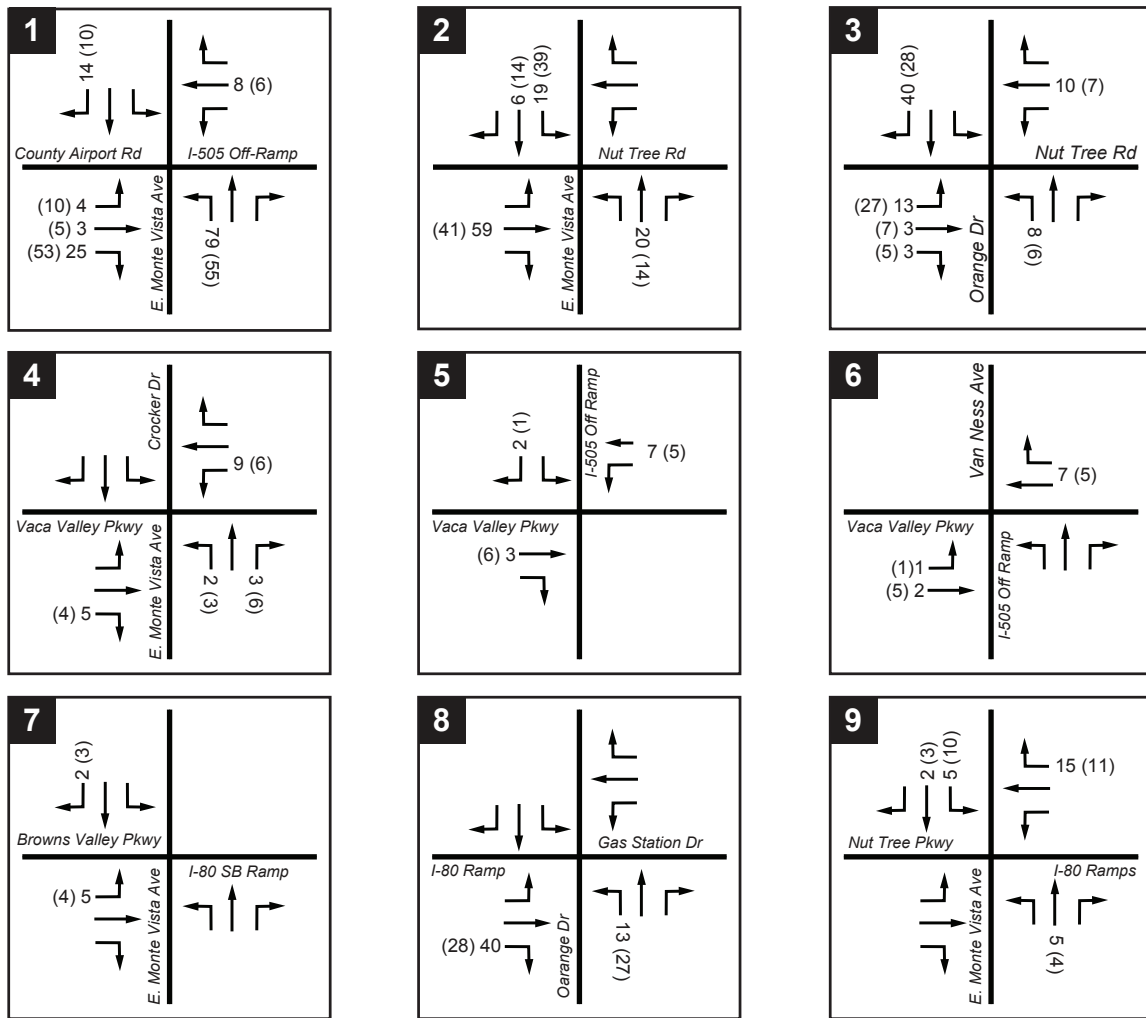 1
14 (10)
8 (6)
County Airport Rd
I-505 Off-Ramp
(10) 4
(5) 3
(53) 25
E. Monte Vista Ave
79 (55)
2
6 (14)
19 (39)
Nut Tree Rd
(41) 59
E. Monte Vista Ave
20 (14)
3
40 (28)
10 (7)
Nut Tree Rd
(27) 13
(7) 3
(5) 3
Orange Dr
8 (6)
4
Crocker Dr
9 (6)
Vaca Valley Pkwy
(4) 5
E. Monte Vista Ave
2 (3)
3 (6)
5
2 (1)
I-505 Off Ramp
7 (5)
Vaca Valley Pkwy
(6) 3
6
Van Ness Ave
7 (5)
Vaca Valley Pkwy
(1)1
(5) 2
I-505 Off Ramp
7
2 (3)
Browns Valley Pkwy
I-80 SB Ramp
(4) 5
E. Monte Vista Ave
8
Gas Station Dr
I-80 Ramp
(28) 40
Oarange Dr
13 (27)
9
2 (3)
5 (10)
15 (11)
Nut Tree Pkwy
I-80 Ramps
E. Monte Vista Ave
5 (4)